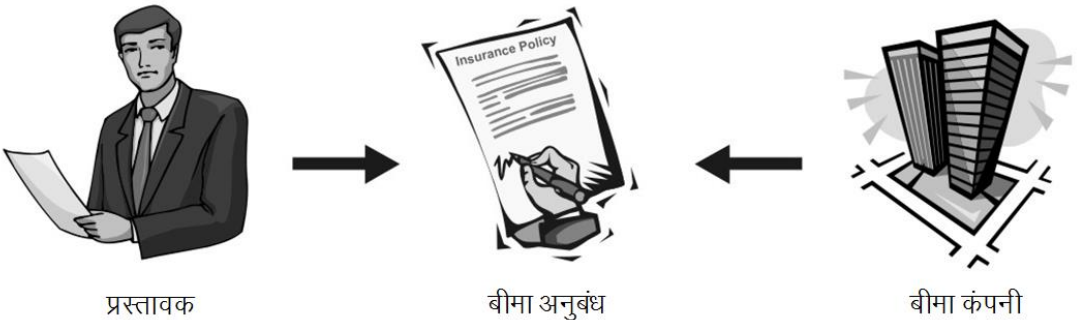 Insurance Policy
प्रस्तावक
बीमा अनुबंध
बीमा कंपनी